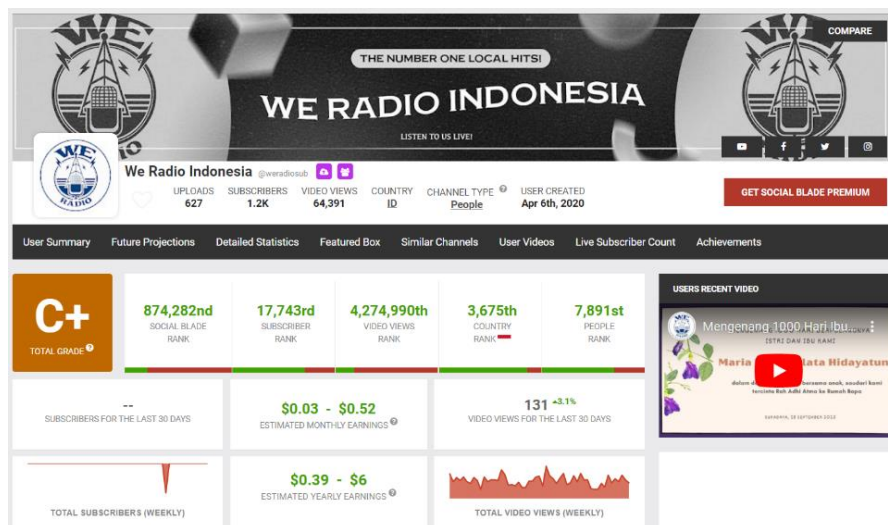 WE
RADIO
COMPARE
THE NUMBER ONE LOCAL HITS!
WE RADIO INDONESIA
LISTEN TO US LIVE!
WE
RADIO
We Radio Indonesia @weradiosub
UPLOADS SUBSCRIBERS VIDEO VIEWS COUNTRY CHANNEL TYPE USER CREATED
627 1.2K 64,391 ID People Apr 6th, 2020
GET SOCIAL BLADE PREMIUM
User Summary Future Projections Detailed Statistics Featured Box Similar Channels User Videos Live Subscriber Count Achievements
C+
TOTAL GRADE
874,282nd
SOCIAL BLADE
RANK
17,743rd
SUBSCRIBER
RANK
4,274,990th
VIDEO VIEWS
RANK
3,675th
COUNTRY
RANK
7,891st
PEOPLE
RANK
USERS RECENT VIDEO
Mengenang 1000 Hari Ibu...
ISTRI DAN IBU KAMI
Maria
Hidayatun
--
SUBSCRIBERS FOR THE LAST 30 DAYS
$0.03 - $0.52
ESTIMATED MONTHLY EARNINGS
131 +3.1%
VIDEO VIEWS FOR THE LAST 30 DAYS
TOTAL SUBSCRIBERS (WEEKLY)
$0.39 - $6
ESTIMATED YEARLY EARNINGS
TOTAL VIDEO VIEWS (WEEKLY)